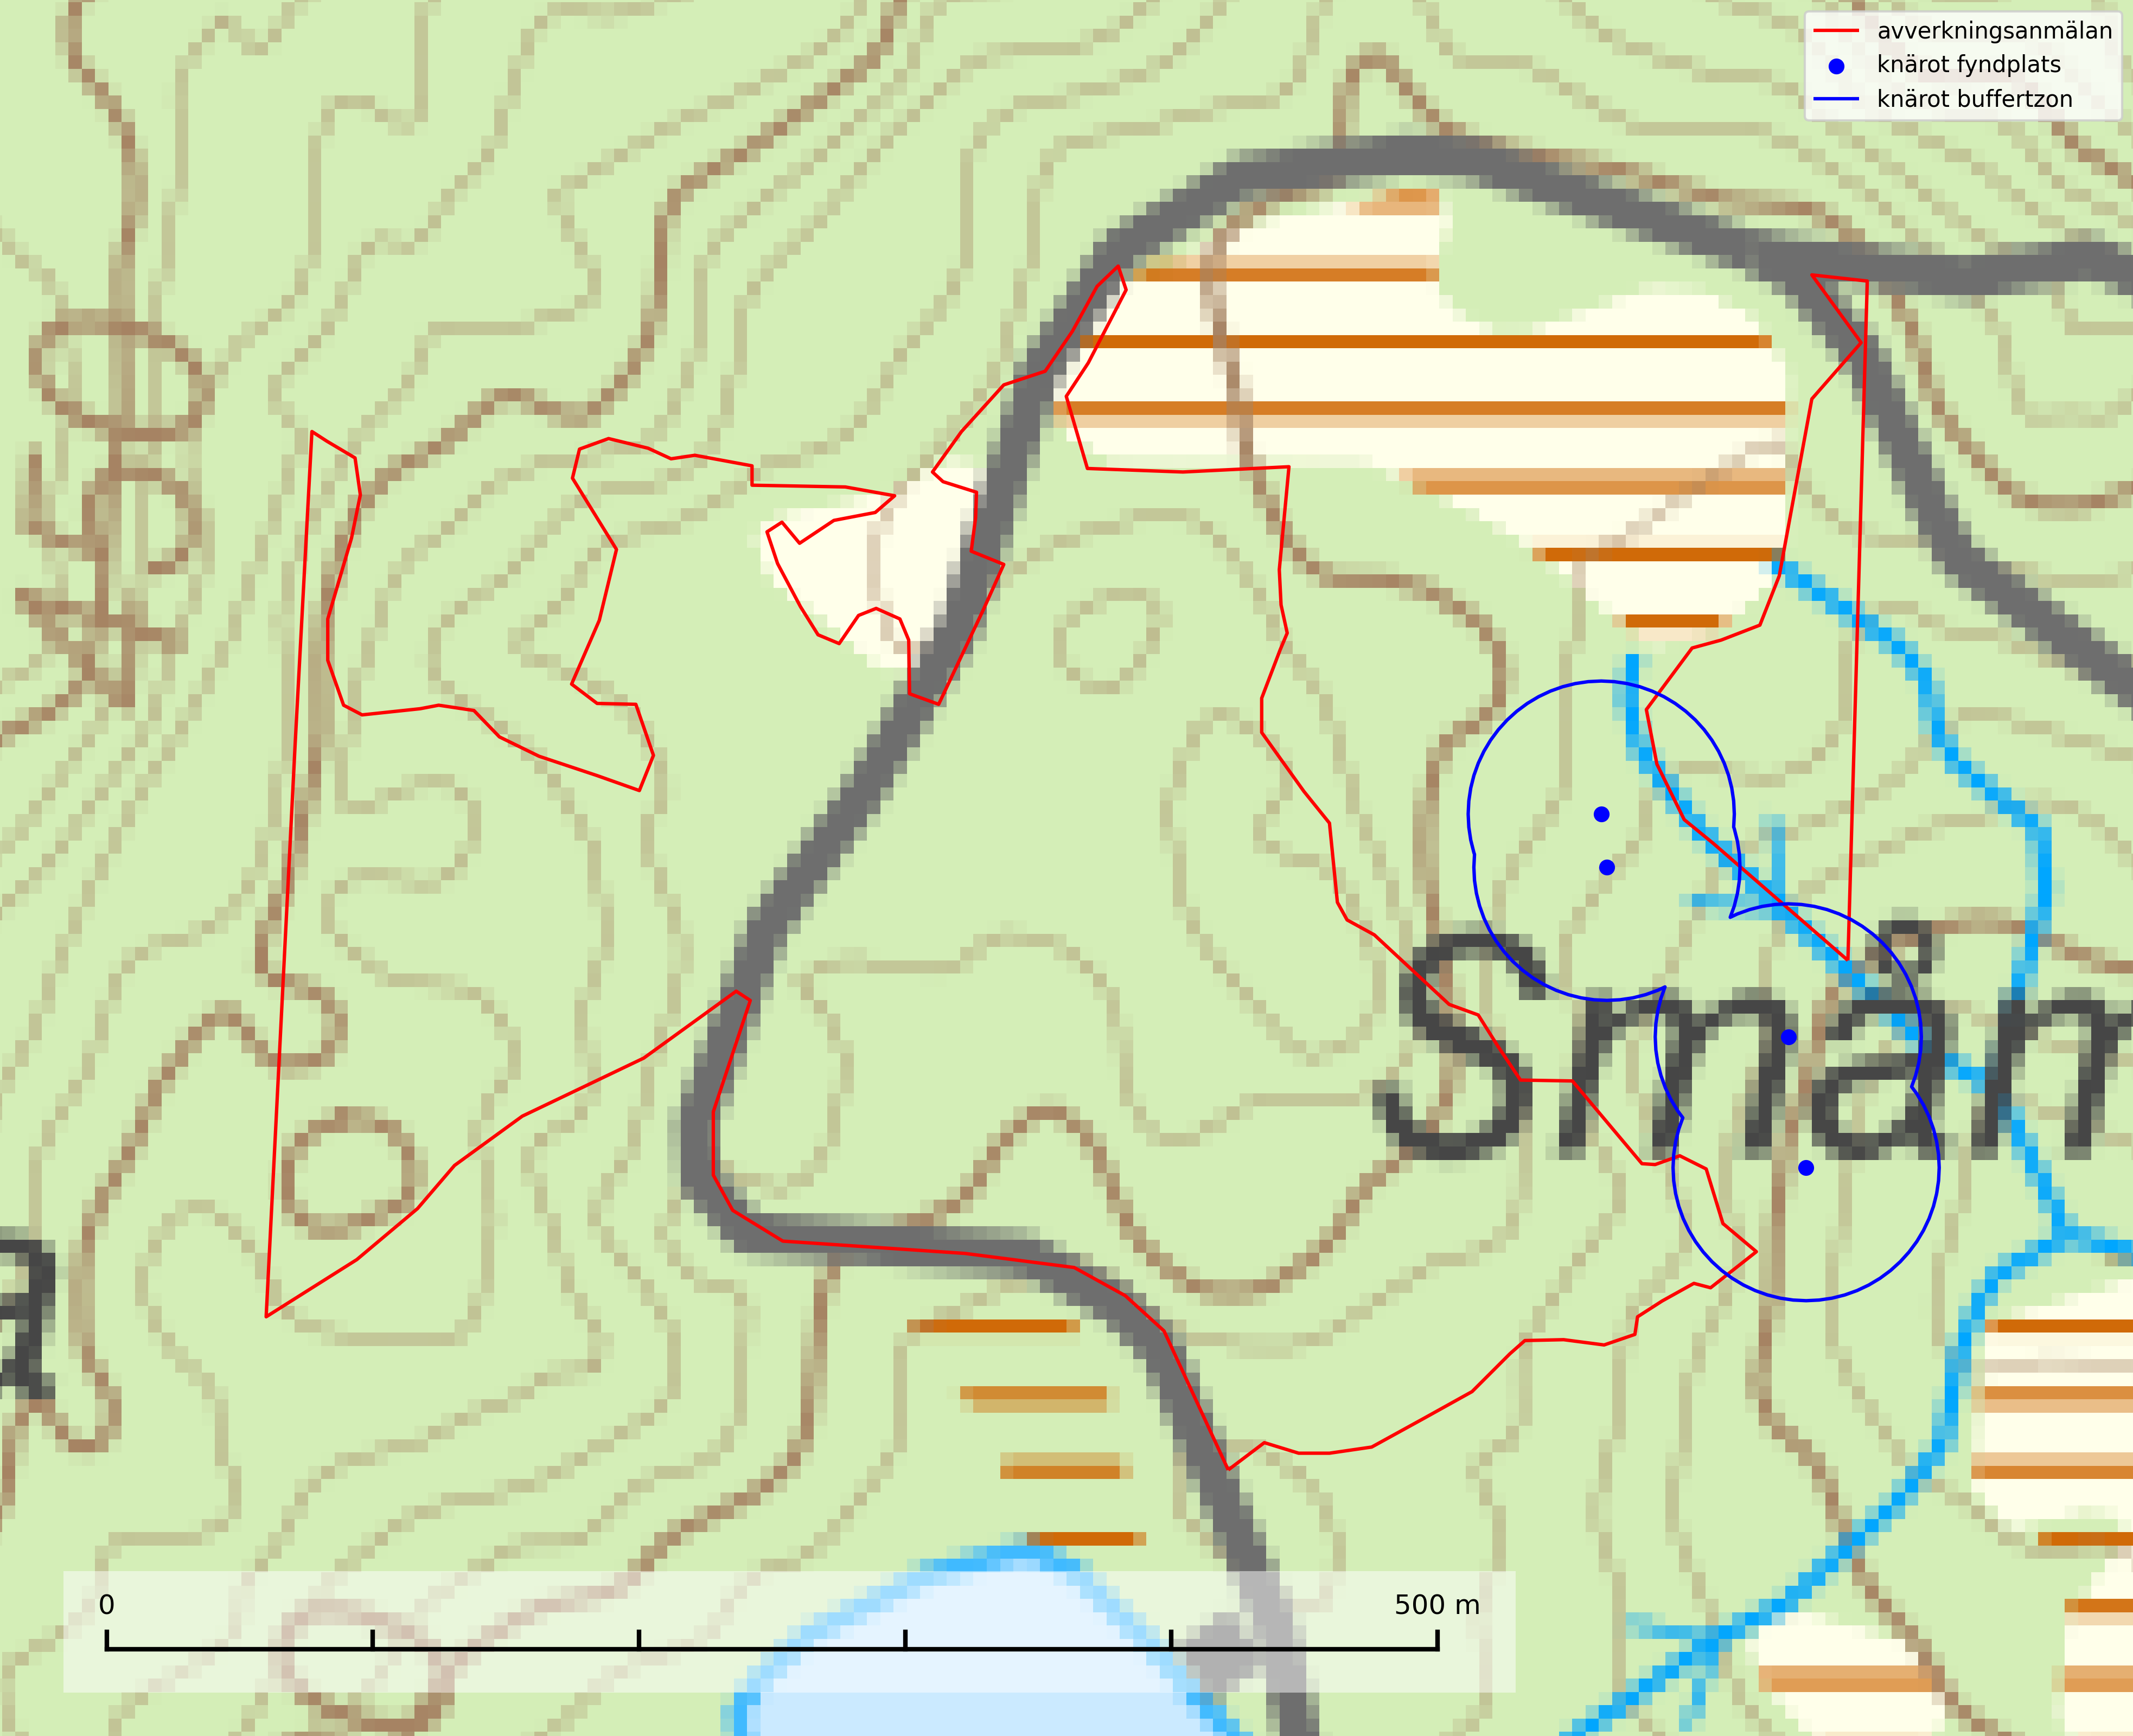 avverkningsanmälan
knärot fyndplats
knärot buffertzon
Smån
0 500 m